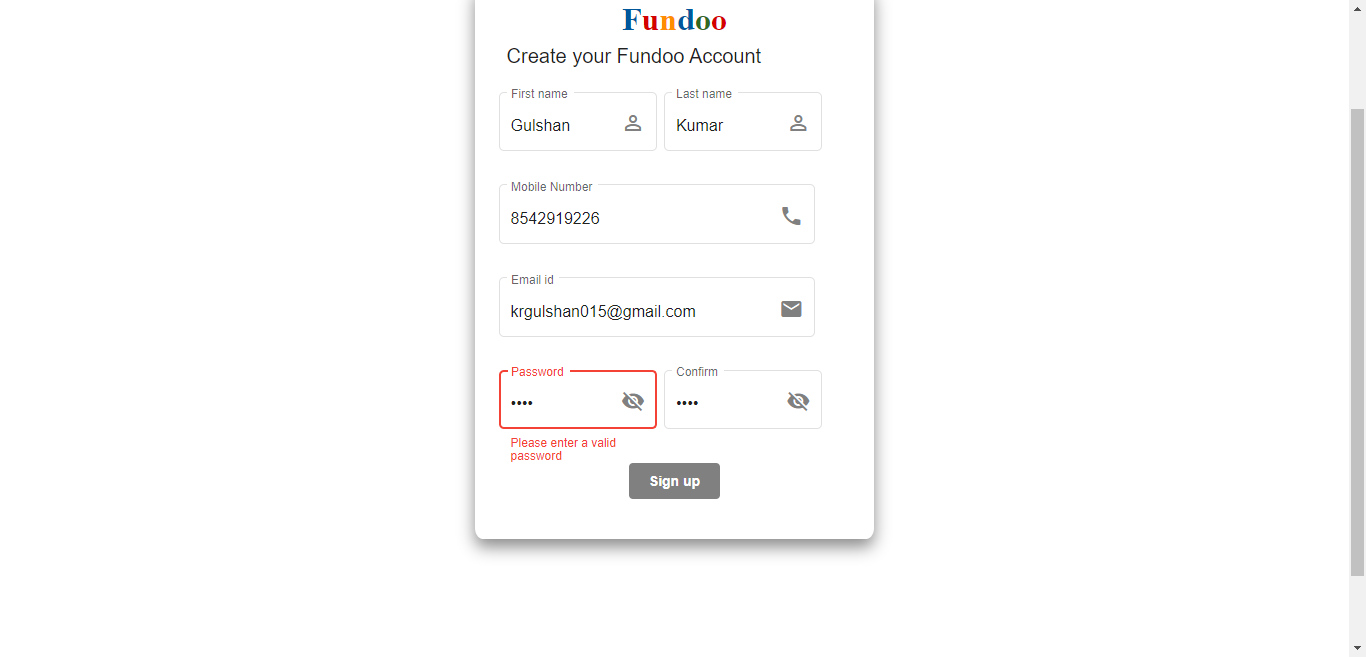 Fundoo
Create your Fundoo Account
First name
Last name
Gulshan
Kumar
Mobile Number
8542919226
Email id
krgulshan015@gmail.com
Password
Confirm
••••
••••
Please enter a valid
password
Sign up